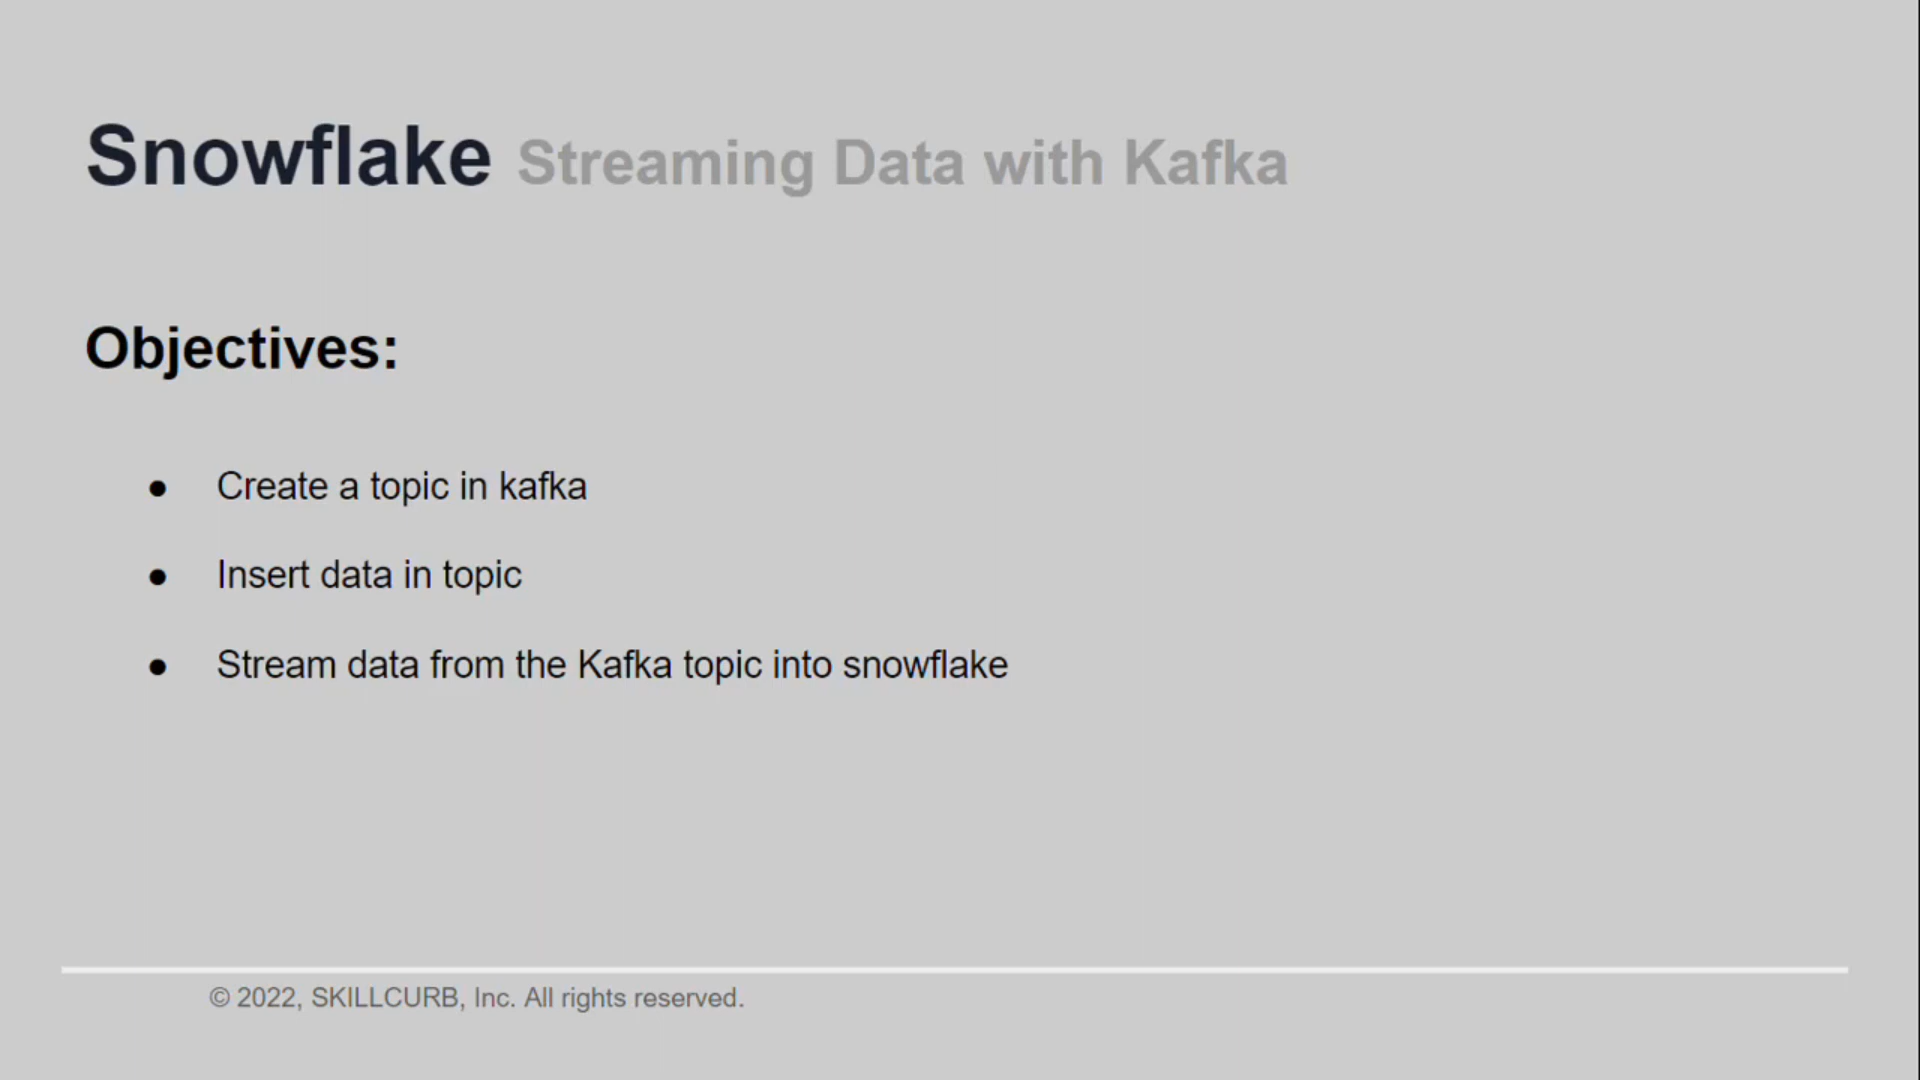 Snowflake Streaming Data with Kafka
Objectives:
● Create a topic in kafka
● Insert data in topic
● Stream data from the Kafka topic into snowflake
© 2022, SKILLCURB, Inc. All rights reserved.